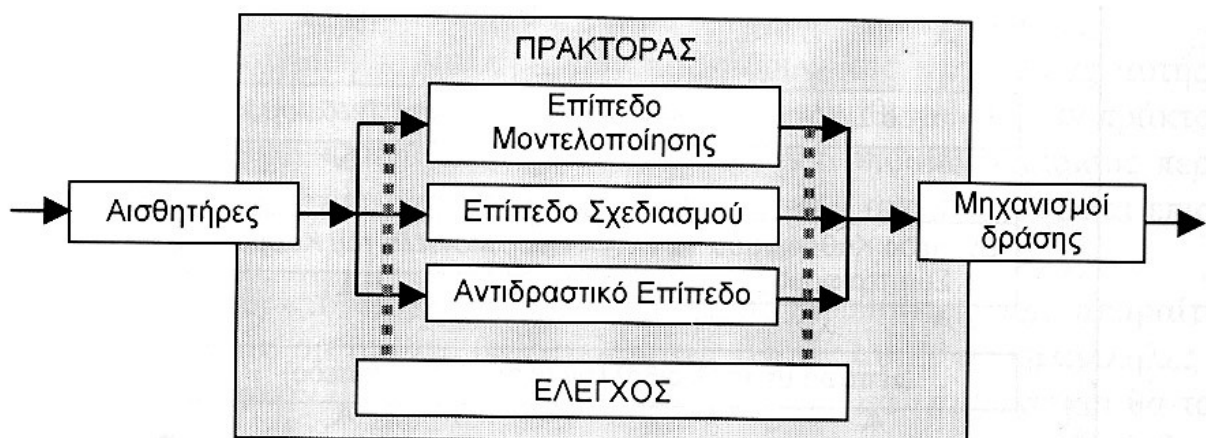 ΠΡΑΚΤΟΡΑΣ
Επίπεδο
Μοντελοποίησης
Αισθητήρες
Επίπεδο Σχεδιασμού
Μηχανισμοί
δράσης
Αντιδραστικό Επίπεδο
ΕΛΕΓΧΟΣ